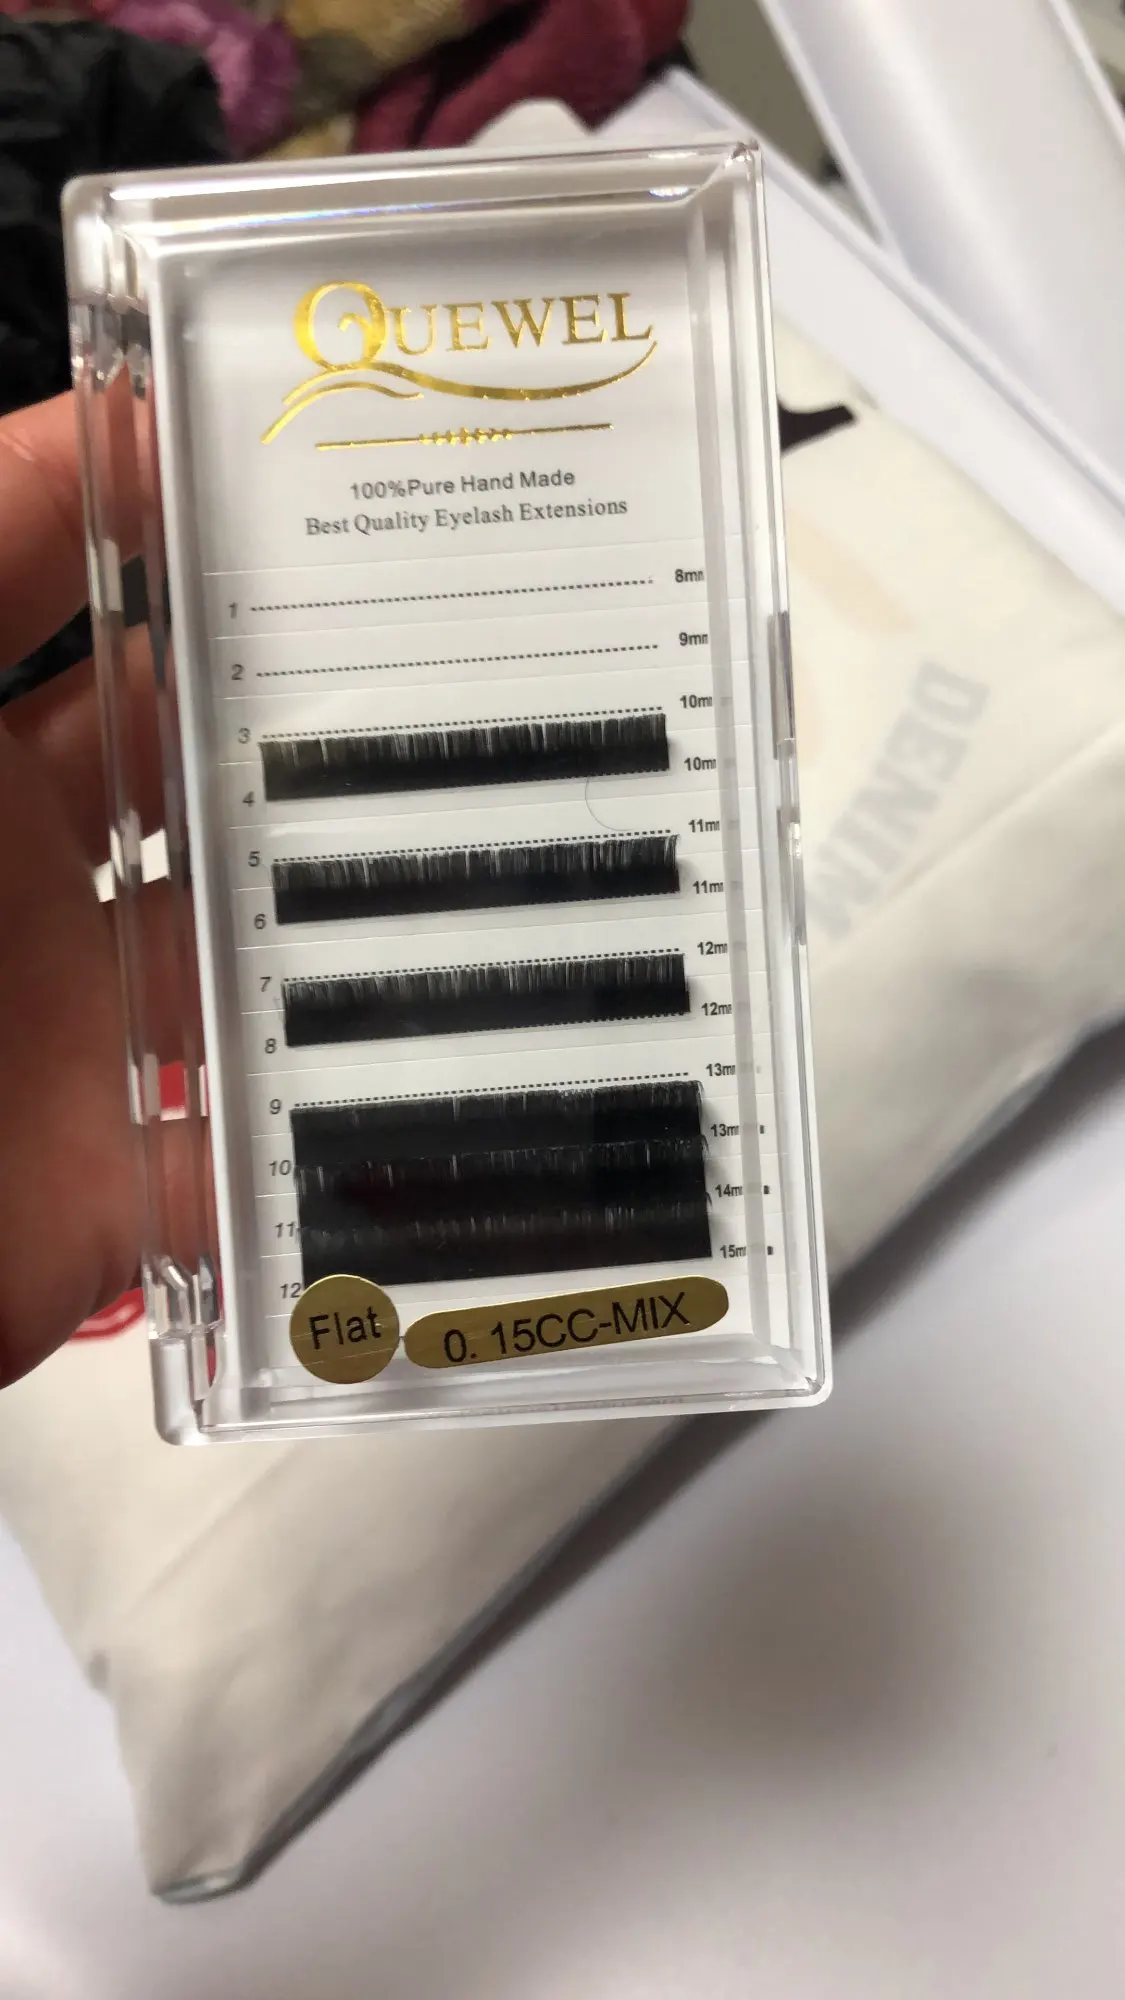 QUEWEL
100%Pure Hand Made
Best Quality Eyelash Extensions
1 8mm
2 9mm
3 10mm
4 10mm
5 11mm
6 11mm
7 12mm
8 12mm
9 13mm
10 13mm
11 14mm
12 15mm
Flat 0. 15CC-MIX
DENIM